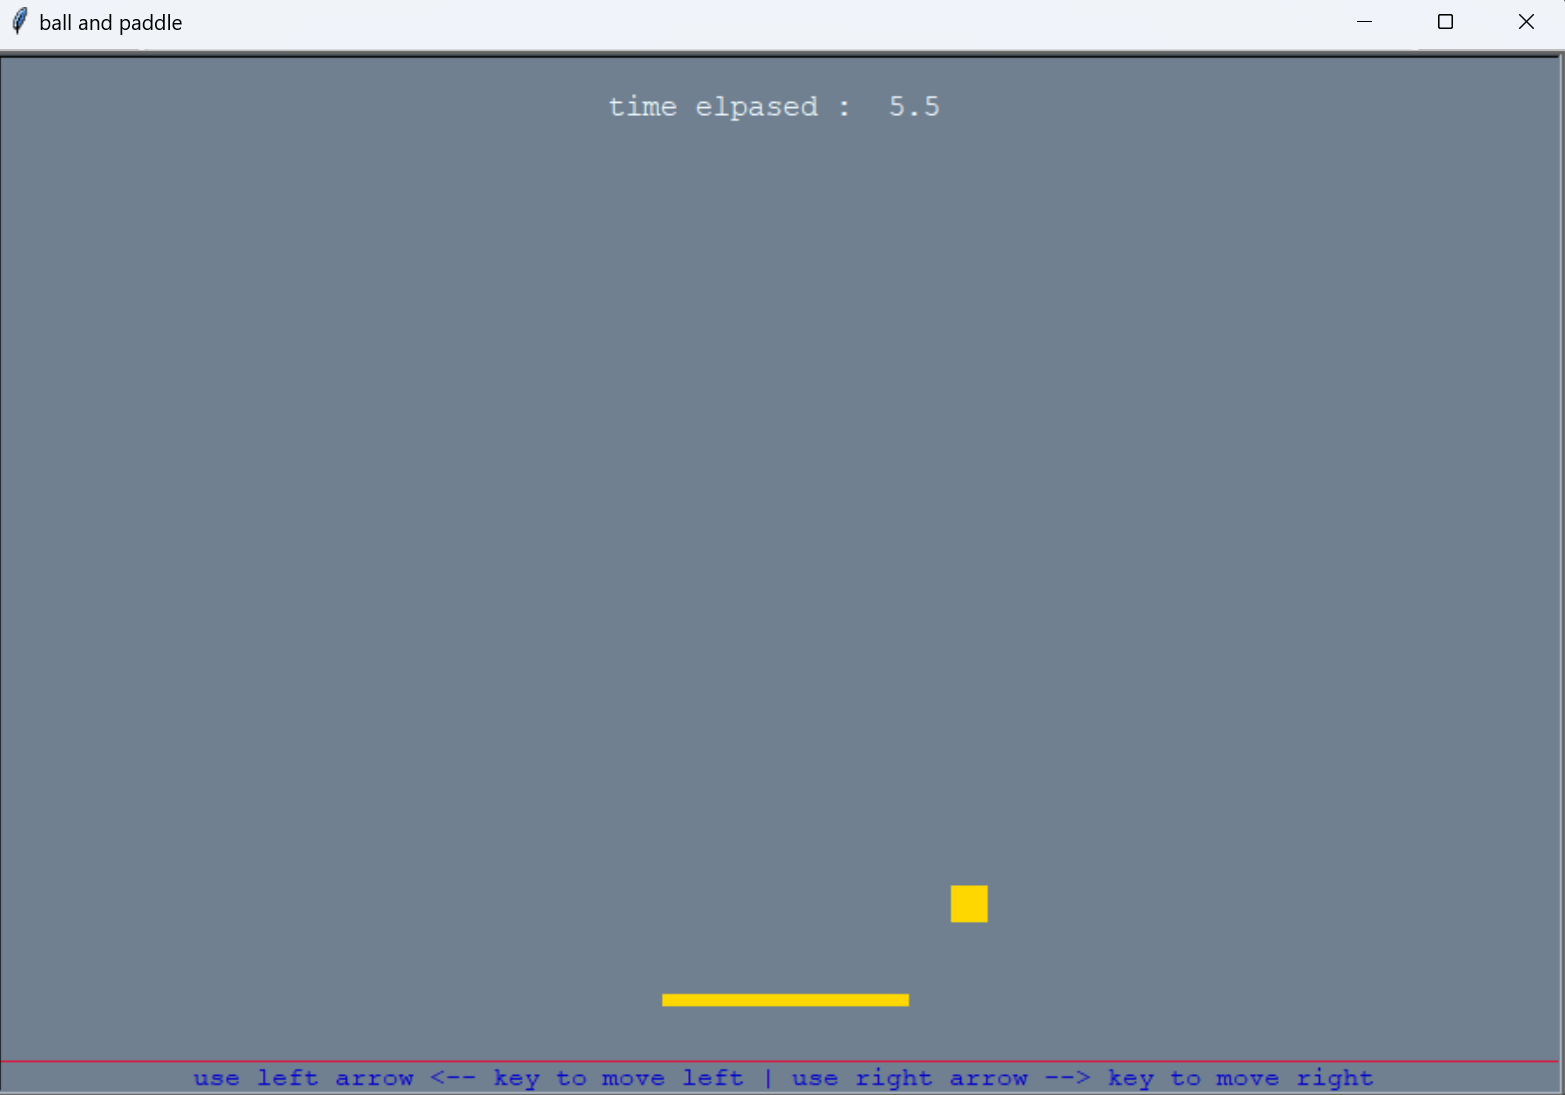 ball and paddle
time elpased :  5.5
use left arrow <-- key to move left | use right arrow --> key to move right